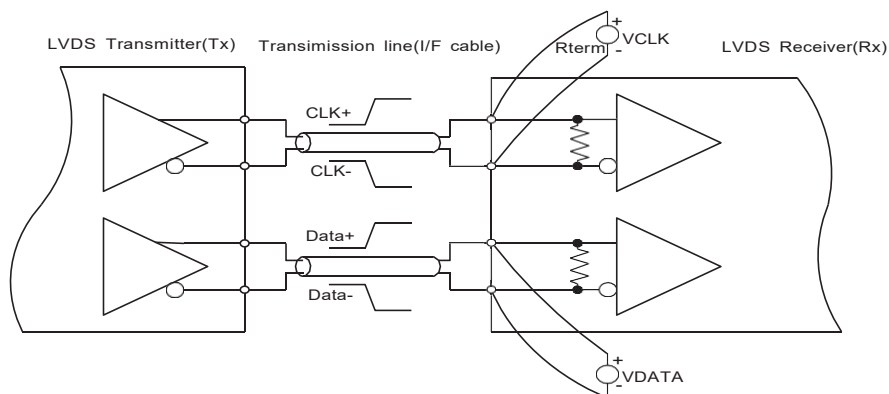 LVDS Transmitter(Tx)
Transimission line(I/F cable)
Rterm
+
VCLK
-
LVDS Receiver(Rx)
CLK+
CLK-
Data+
Data-
+
VDATA
-